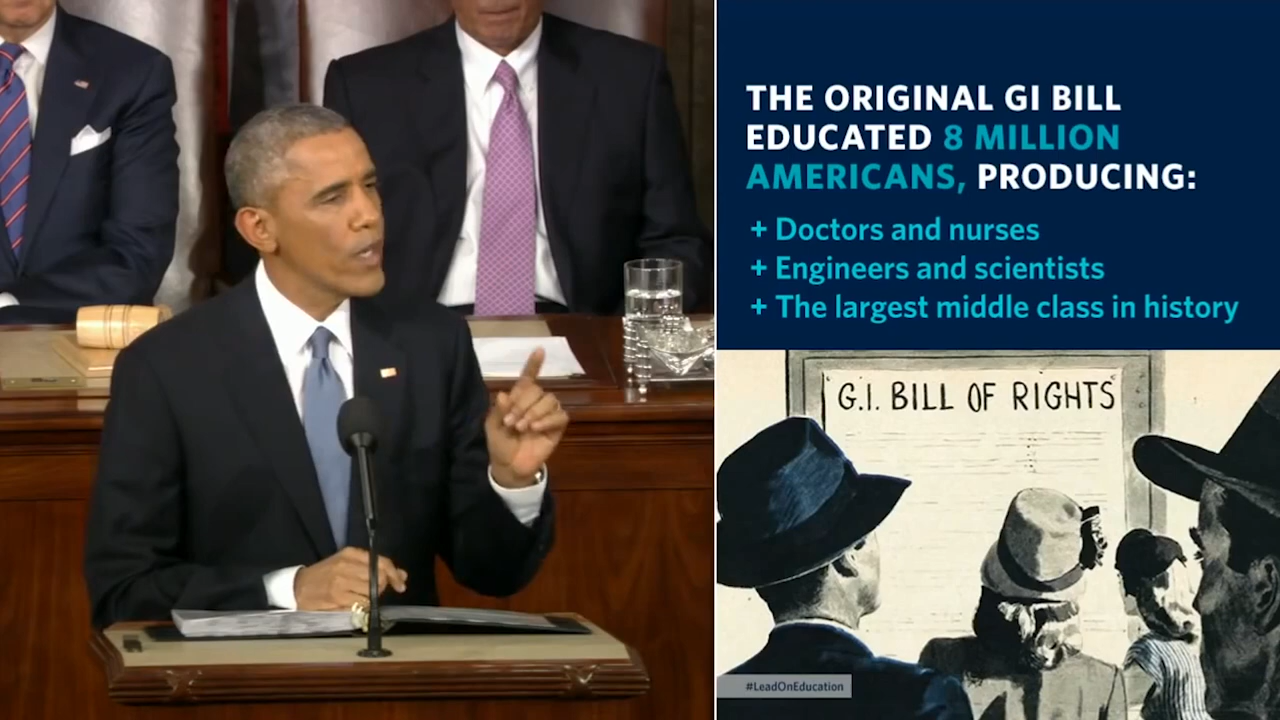 THE ORIGINAL GI BILL
EDUCATED 8 MILLION
AMERICANS, PRODUCING:
+ Doctors and nurses
+ Engineers and scientists
+ The largest middle class in history
G.I. BILL OF RIGHTS
#LeadOnEducation